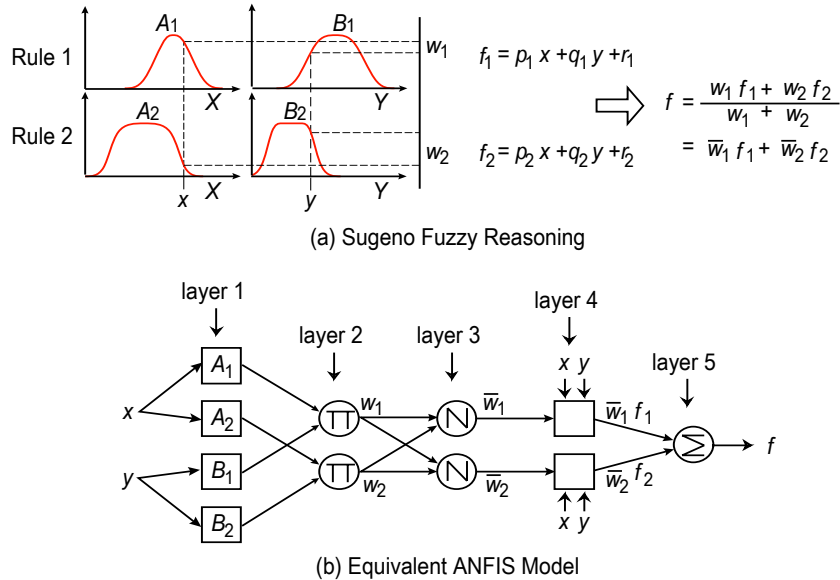 A1 B1
Rule 1 w1 f1 = p1 x + q1 y + r1
X Y
A2 B2 f = w1 f1 + w2 f2 / w1 + w2
Rule 2 w2 f2 = p2 x + q2 y + r2 = w̅1 f1 + w̅2 f2
X Y
x y
(a) Sugeno Fuzzy Reasoning
layer 1
layer 2 layer 3 layer 4
layer 5
x y
A1
x A2 Π w1 N w̅1 w̅1 f1
Σ f
y B1 Π w2 N w̅2 w̅2 f2
B2 x y
(b) Equivalent ANFIS Model